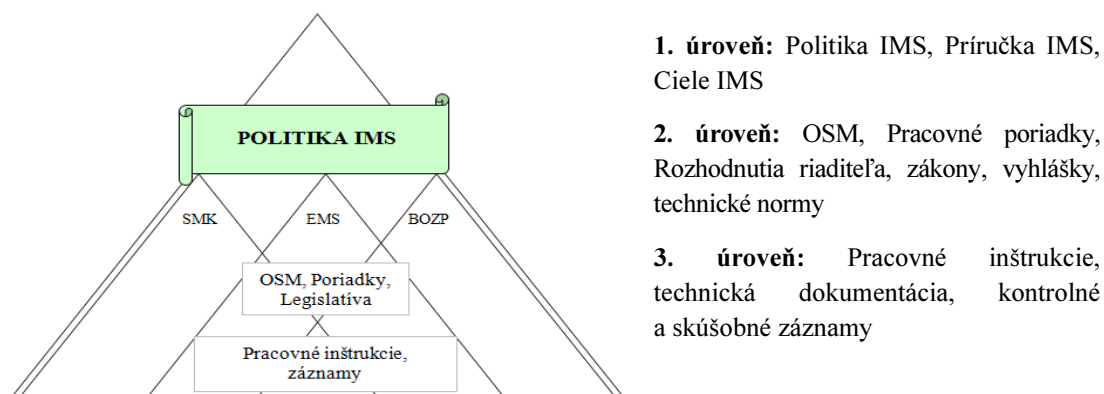 POLITIKA IMS
SMK
EMS
BOZP
OSM, Poriadky,
Legislatíva
Pracovné inštrukcie,
záznamy
1. úroveň: Politika IMS, Príručka IMS,
Ciele IMS
2. úroveň: OSM, Pracovné poriadky,
Rozhodnutia riaditeľa, zákony, vyhlášky,
technické normy
3. úroveň: Pracovné inštrukcie,
technická dokumentácia, kontrolné
a skúšobné záznamy